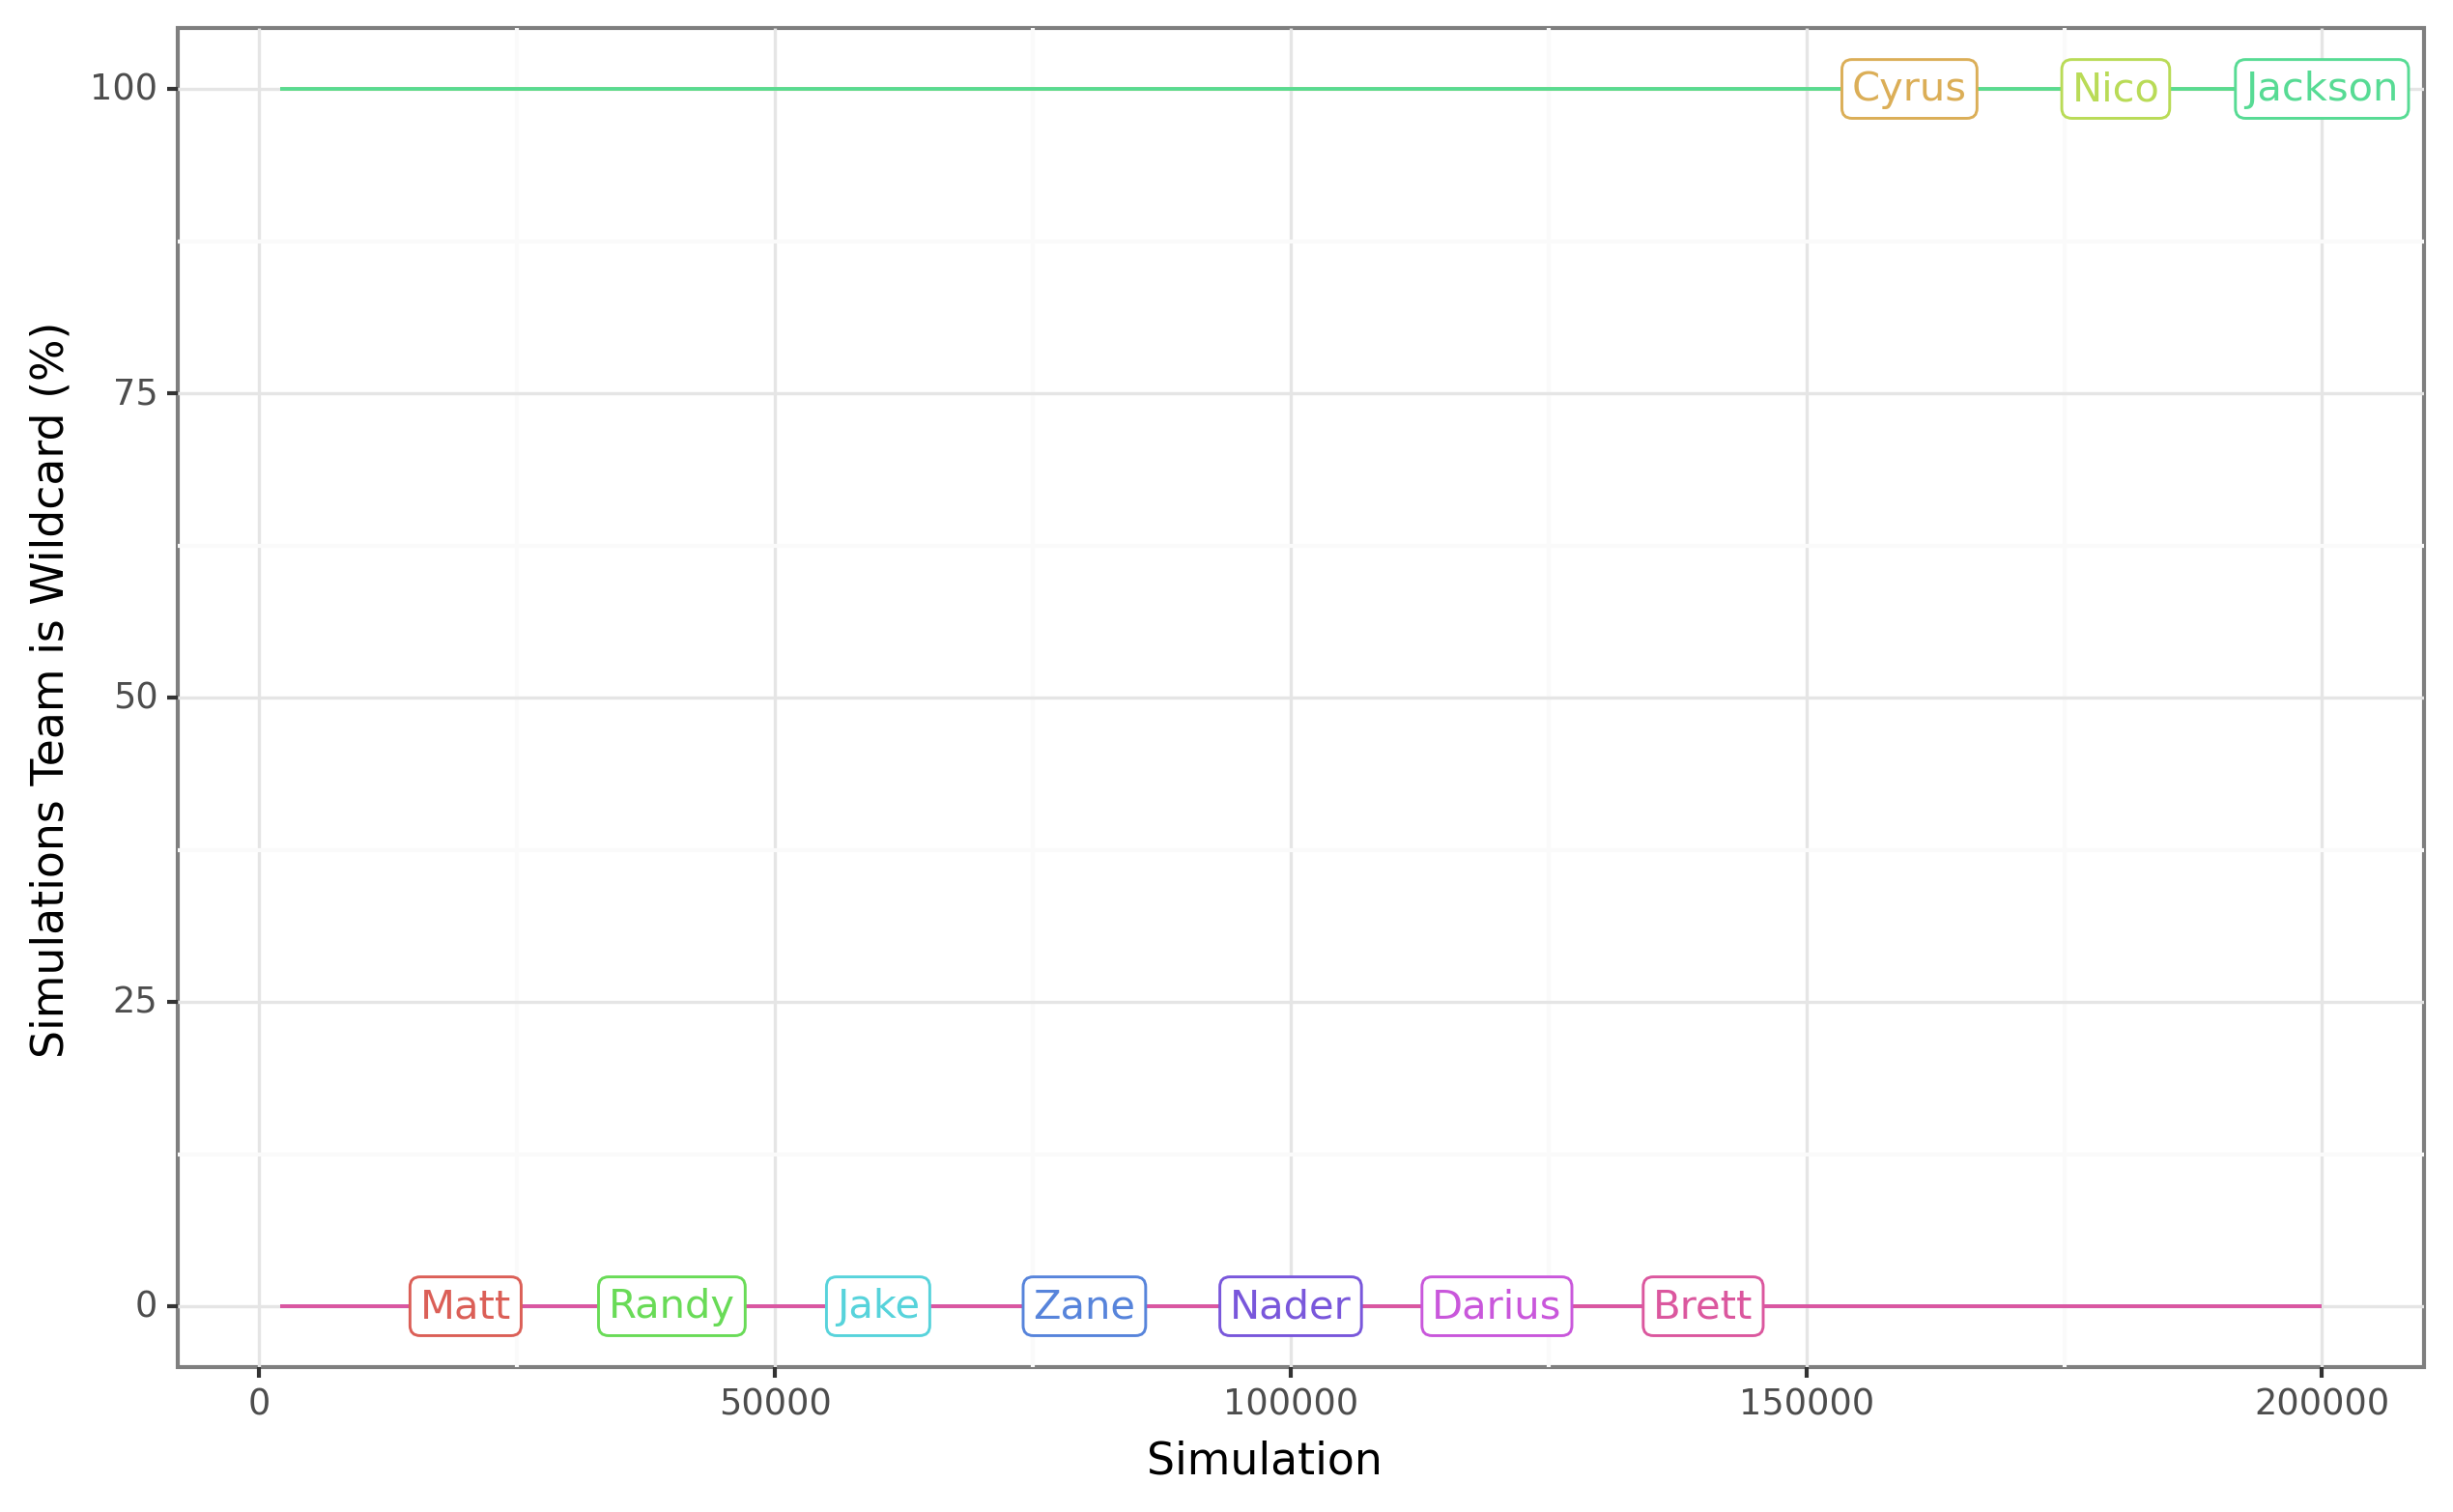 Simulations Team is Wildcard (%)
100
75
50
25
0
Cyrus
Nico
Jackson
Matt
Randy
Jake
Zane
Nader
Darius
Brett
0
50000
100000
150000
200000
Simulation